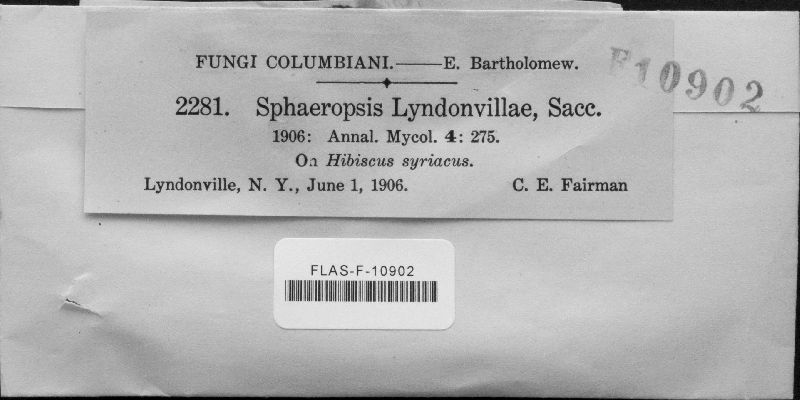 FUNGI COLUMBIANI.——E. Bartholomew.
F10902
2281. Sphaeropsis Lyndonvillae, Sacc.
1906: Annal. Mycol. 4: 275.
On Hibiscus syriacus.
Lyndonville, N. Y., June 1, 1906. C. E. Fairman
FLAS-F-10902